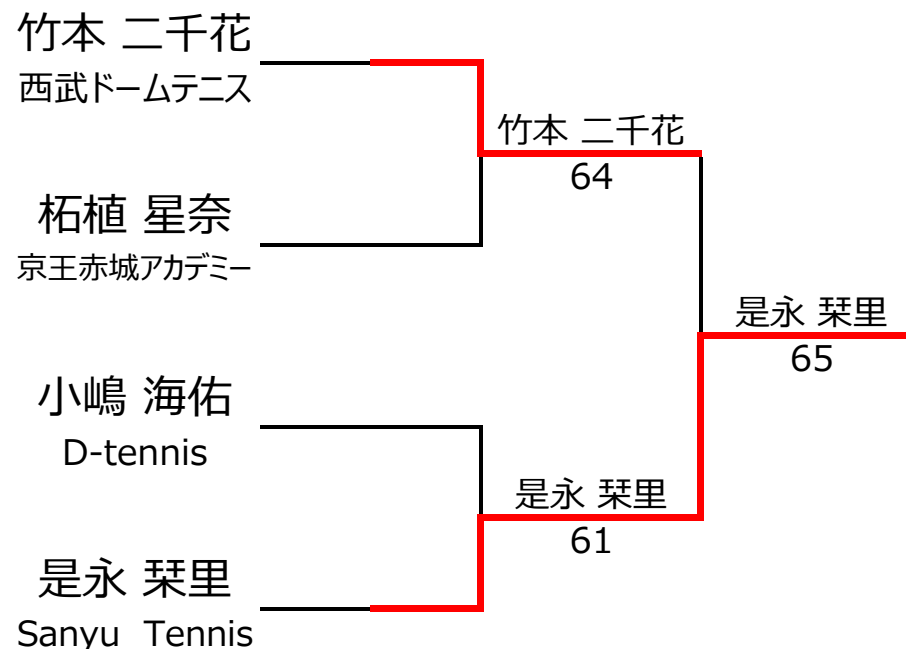 竹本 二千花
西武ドームテニス
竹本 二千花
64
柘植 星奈
京王赤城アカデミー
是永 栞里
65
小嶋 海佑
D-tennis
是永 栞里
61
是永 栞里
Sanyu Tennis